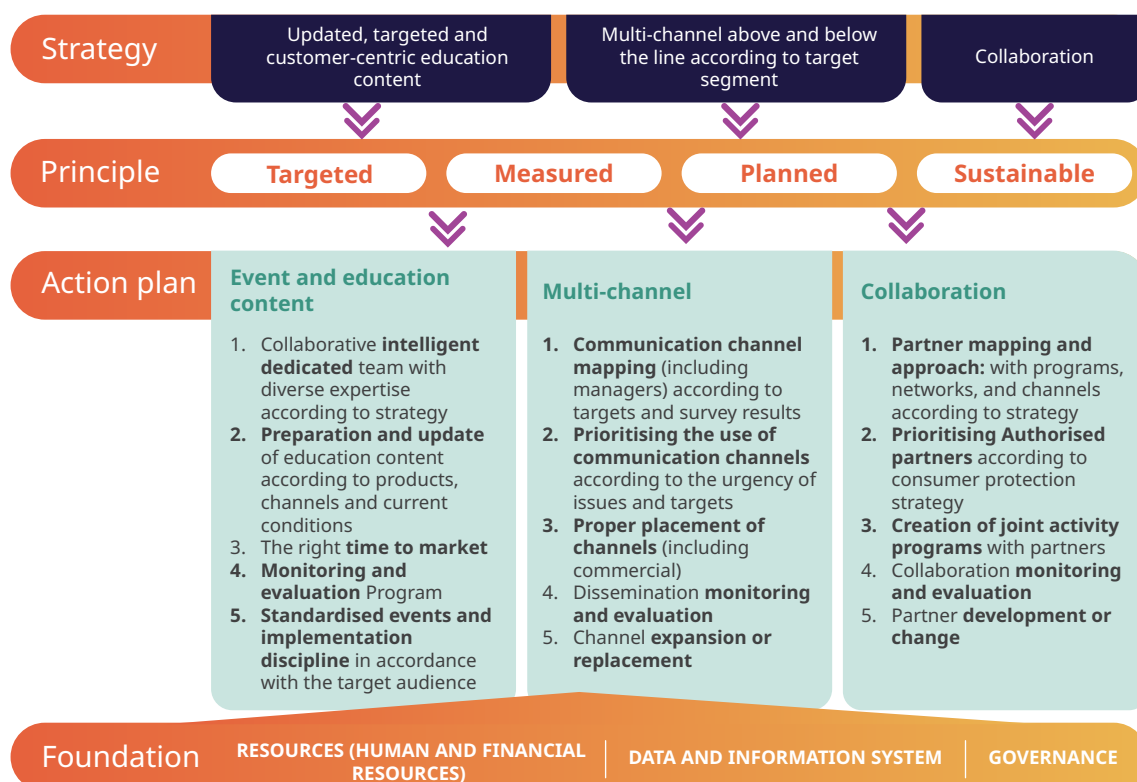 Strategy
Updated, targeted and
customer-centric education
content
Multi-channel above and below
the line according to target
segment
Collaboration
Principle
Targeted
Measured
Planned
Sustainable
Action plan
Event and education
content
1. Collaborative intelligent
dedicated team with
diverse expertise
according to strategy
2. Preparation and update
of education content
according to products,
channels and current
conditions
3. The right time to market
4. Monitoring and
evaluation Program
5. Standardised events and
implementation
discipline in accordance
with the target audience
Multi-channel
1. Communication channel
mapping (including
managers) according to
targets and survey results
2. Prioritising the use of
communication channels
according to the urgency of
issues and targets
3. Proper placement of
channels (including
commercial)
4. Dissemination monitoring
and evaluation
5. Channel expansion or
replacement
Collaboration
1. Partner mapping and
approach: with programs,
networks, and channels
according to strategy
2. Prioritising Authorised
partners according to
consumer protection
strategy
3. Creation of joint activity
programs with partners
4. Collaboration monitoring
and evaluation
5. Partner development or
change
Foundation
RESOURCES (HUMAN AND FINANCIAL
RESOURCES)
DATA AND INFORMATION SYSTEM
GOVERNANCE